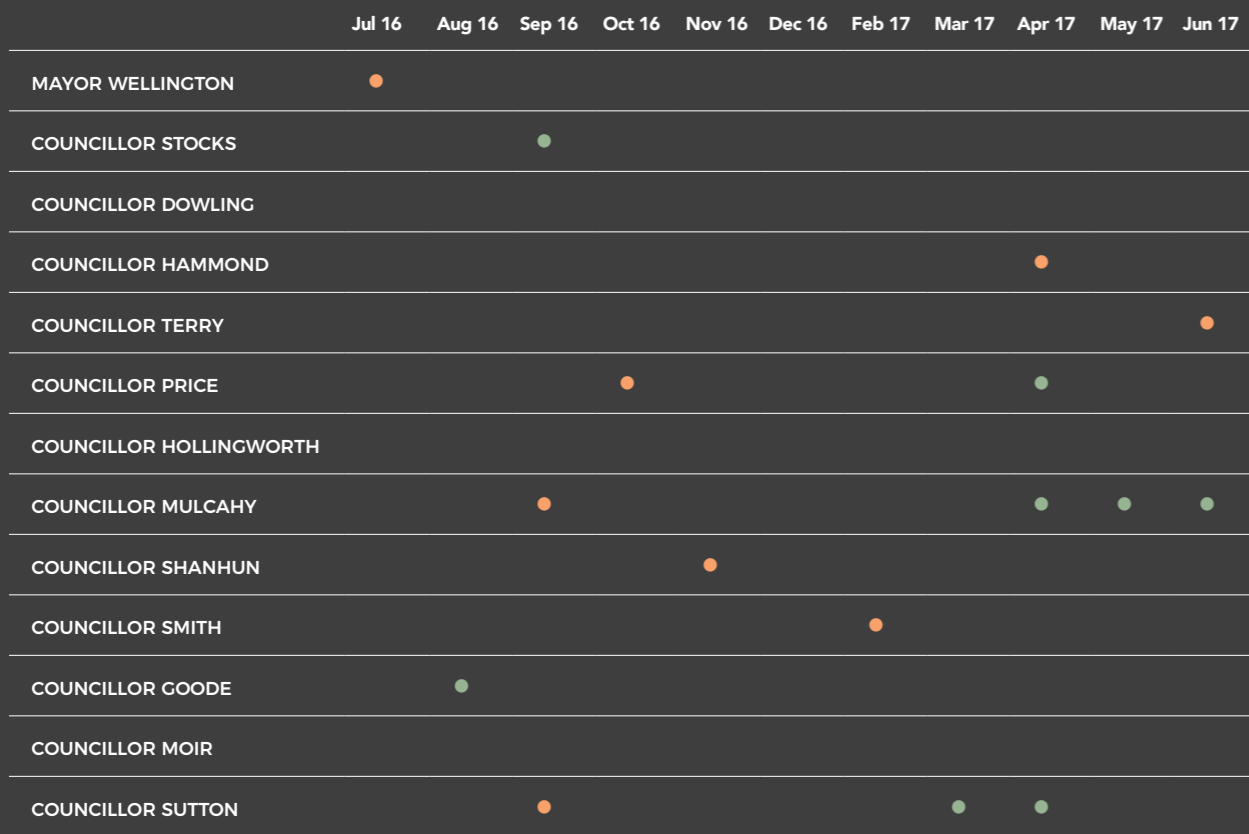 Jul 16 Aug 16 Sep 16 Oct 16 Nov 16 Dec 16 Feb 17 Mar 17 Apr 17 May 17 Jun 17
MAYOR WELLINGTON
COUNCILLOR STOCKS
COUNCILLOR DOWLING
COUNCILLOR HAMMOND
COUNCILLOR TERRY
COUNCILLOR PRICE
COUNCILLOR HOLLINGWORTH
COUNCILLOR MULCAHY
COUNCILLOR SHANHUN
COUNCILLOR SMITH
COUNCILLOR GOODE
COUNCILLOR MOIR
COUNCILLOR SUTTON